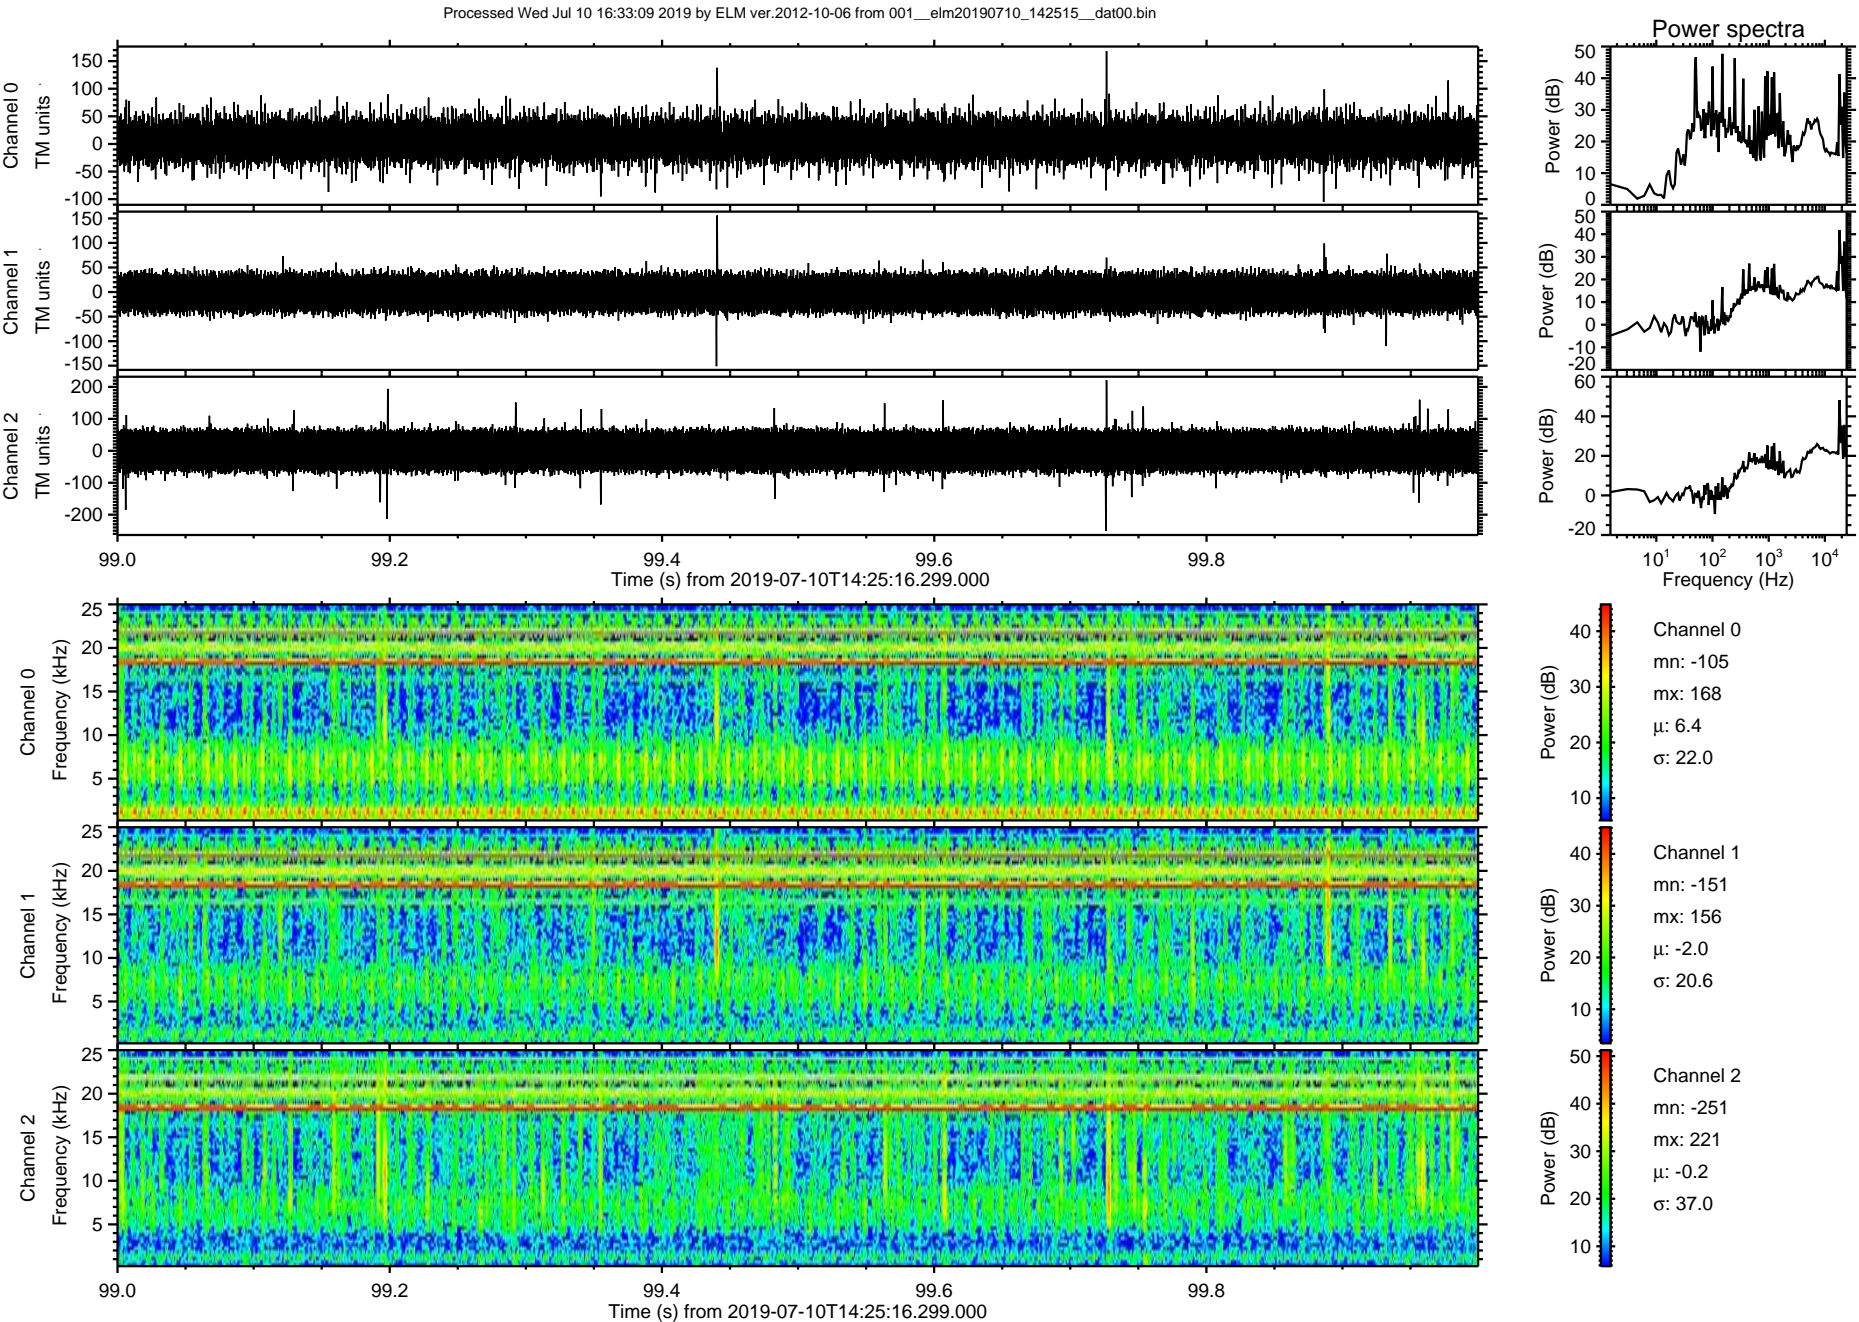 Processed Wed Jul 10 16:33:09 2019 by ELM ver.2012-10-06 from 001__elm20190710_142515__dat00.bin
Power spectra
Channel 0
TM units
150
100
50
0
-50
-100
Power (dB)
50
40
30
20
10
0
Channel 1
TM units
150
100
50
0
-50
-100
-150
Power (dB)
50
40
30
20
10
0
-10
-20
Channel 2
TM units
200
100
0
-100
-200
Power (dB)
60
40
20
0
-20
99.0 99.2 99.4 99.6 99.8
Time (s) from 2019-07-10T14:25:16.299.000
10^1 10^2 10^3 10^4
Frequency (Hz)
Channel 0
Frequency (kHz)
25
20
15
10
5
Power (dB)
40
30
20
10
Channel 0
mn: -105
mx: 168
μ: 6.4
σ: 22.0
Channel 1
Frequency (kHz)
25
20
15
10
5
Power (dB)
40
30
20
10
Channel 1
mn: -151
mx: 156
μ: -2.0
σ: 20.6
Channel 2
Frequency (kHz)
25
20
15
10
5
Power (dB)
50
40
30
20
10
Channel 2
mn: -251
mx: 221
μ: -0.2
σ: 37.0
99.0 99.2 99.4 99.6 99.8
Time (s) from 2019-07-10T14:25:16.299.000